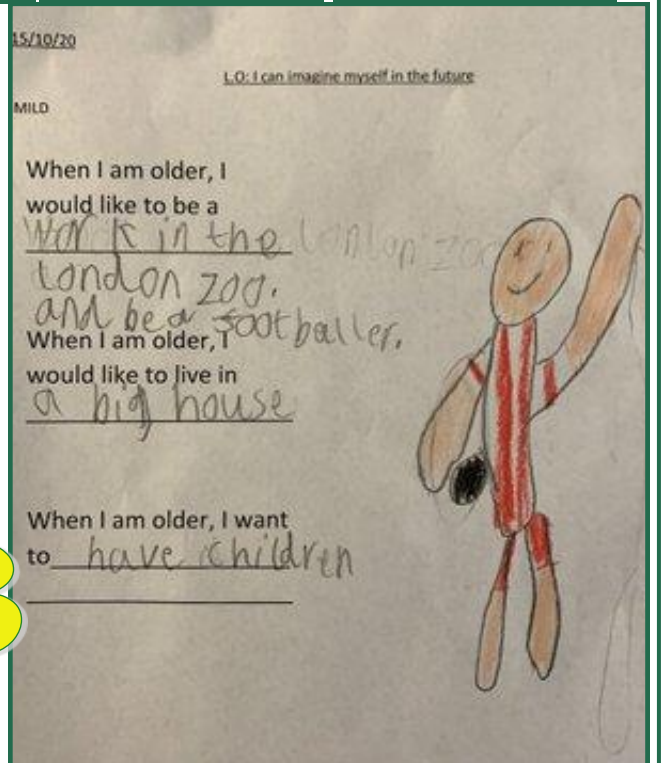 15/10/20
L.O: I can imagine myself in the future
MILD
When I am older, I
would like to be a
work in the London zoo
London zoo.
and be a footballer.
When I am older, I
would like to live in
a big house
When I am older, I want
to have children